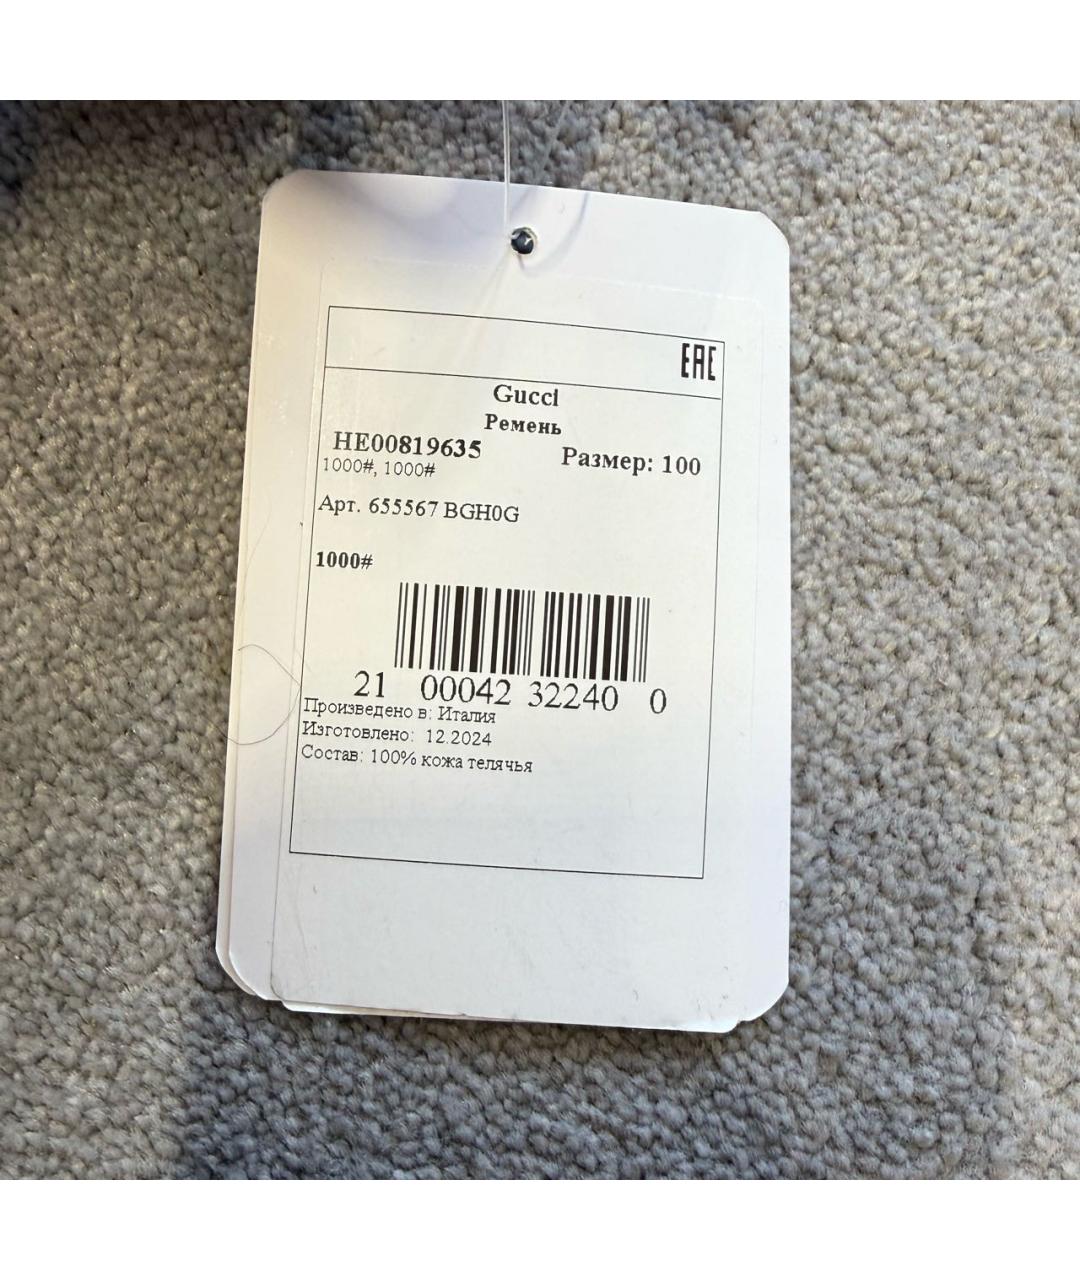 EAC
Gucci
Ремень
HE00819635 Размер: 100
1000#, 1000#
Арт. 655567 BGH0G
1000#
21 00042 32240 0
Произведено в: Италия
Изготовлено: 12.2024
Состав: 100% кожа телячья